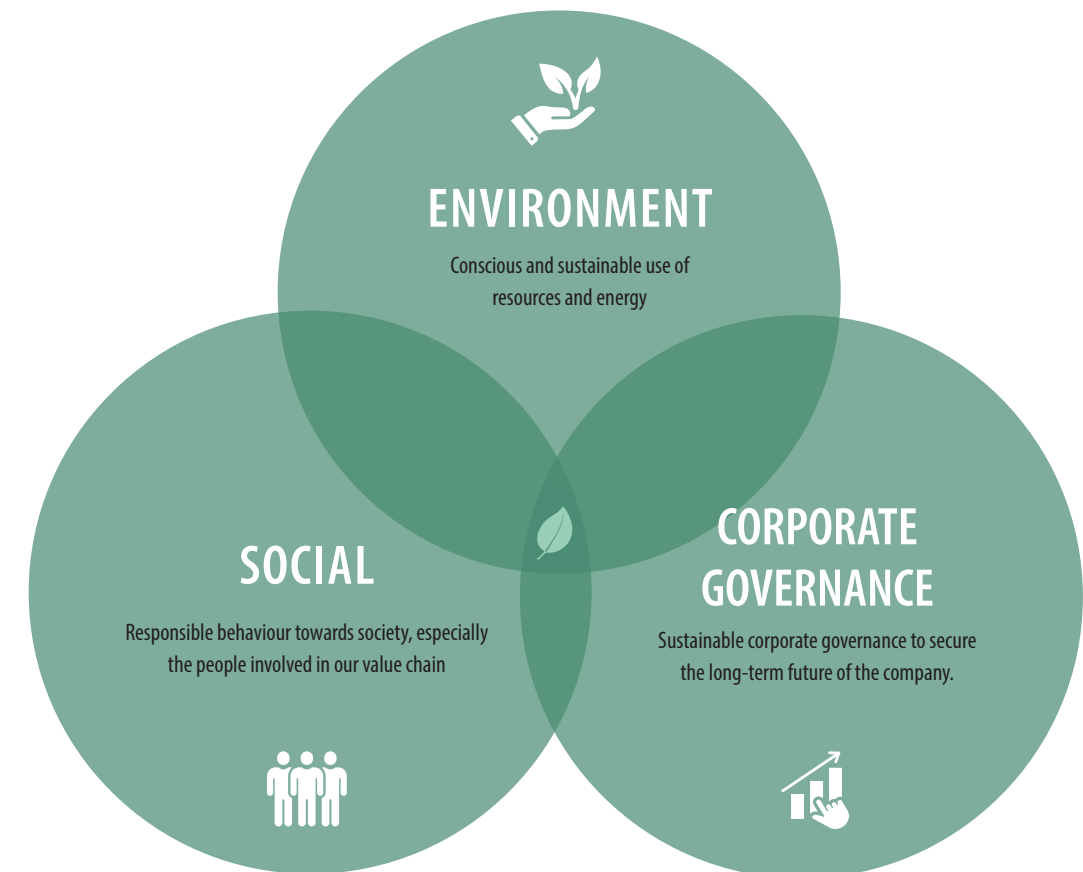 ENVIRONMENT
Conscious and sustainable use of
resources and energy
SOCIAL
Responsible behaviour towards society, especially
the people involved in our value chain
CORPORATE
GOVERNANCE
Sustainable corporate governance to secure
the long-term future of the company.